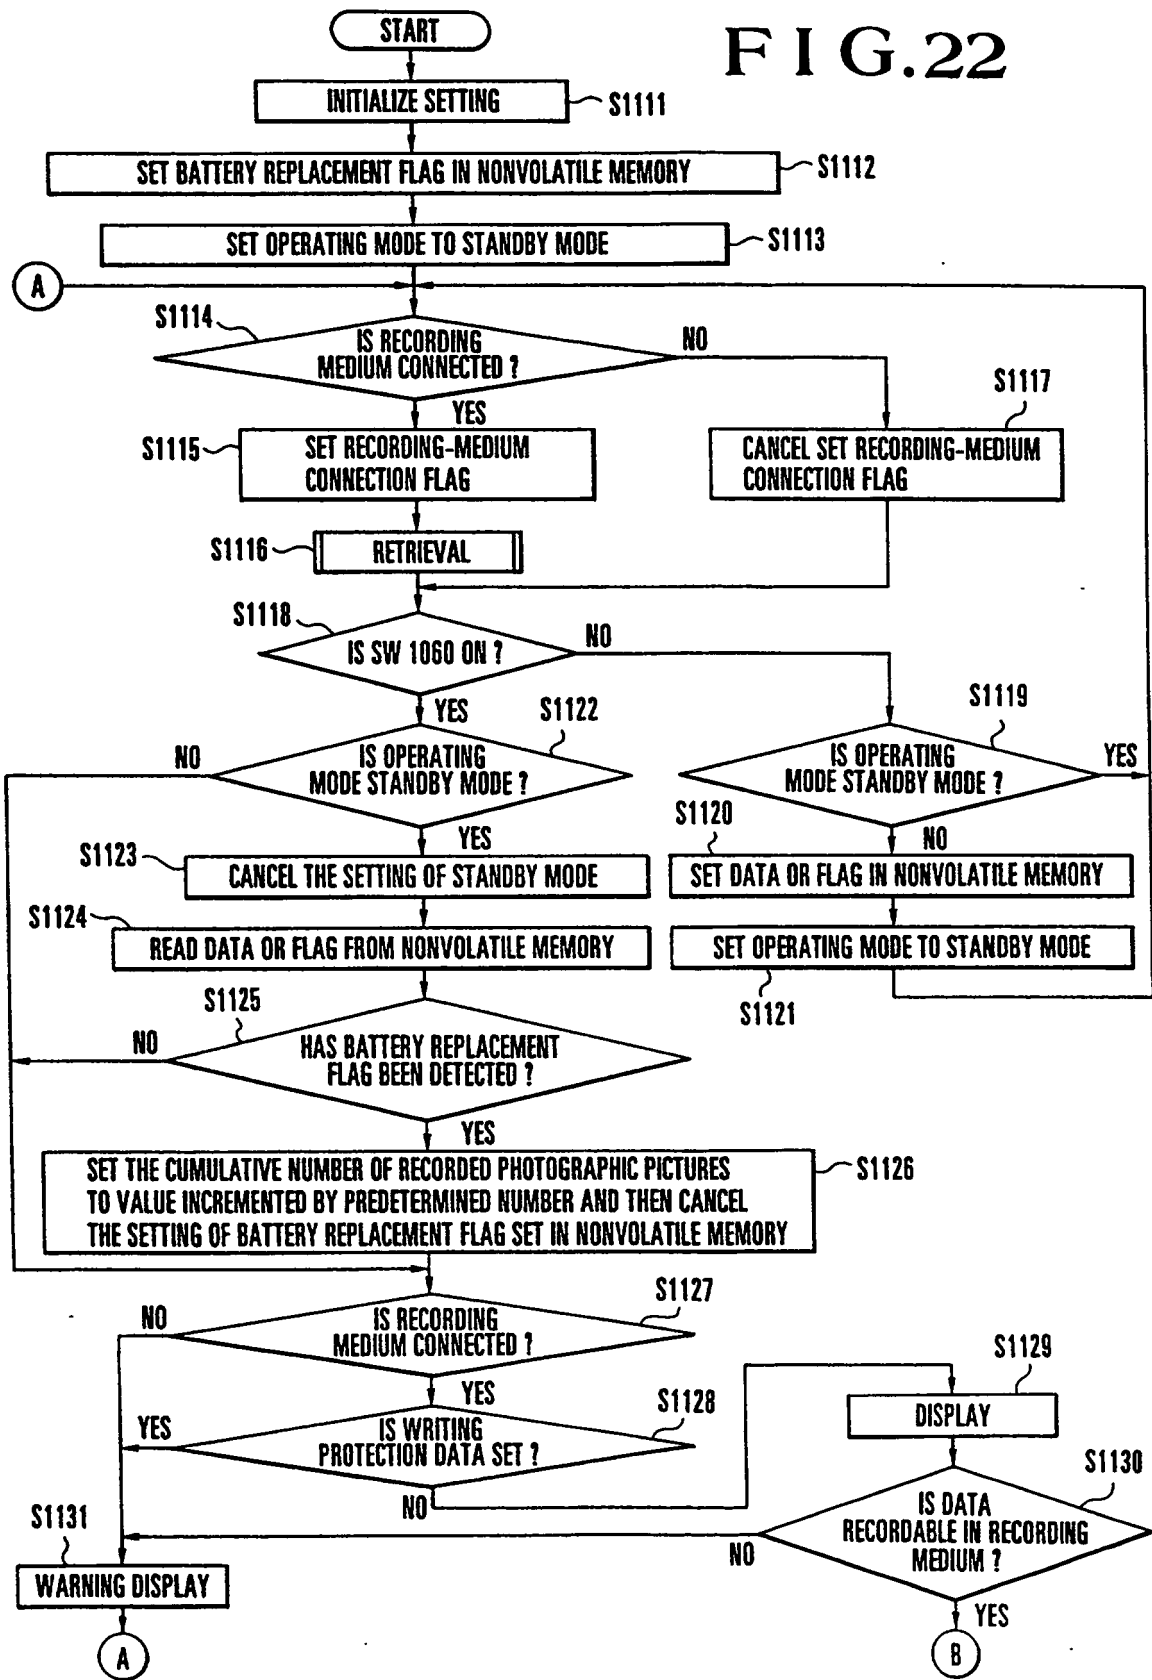 START
FIG.22
INITIALIZE SETTING
S1111
SET BATTERY REPLACEMENT FLAG IN NONVOLATILE MEMORY
S1112
SET OPERATING MODE TO STANDBY MODE
S1113
A
S1114
IS RECORDING
MEDIUM CONNECTED ?
NO
YES
S1115
SET RECORDING-MEDIUM
CONNECTION FLAG
S1117
CANCEL SET RECORDING-MEDIUM
CONNECTION FLAG
S1116
RETRIEVAL
S1118
IS SW 1060 ON ?
NO
YES
S1122
NO
IS OPERATING
MODE STANDBY MODE ?
YES
S1119
IS OPERATING
MODE STANDBY MODE ?
YES
NO
S1123
CANCEL THE SETTING OF STANDBY MODE
S1120
SET DATA OR FLAG IN NONVOLATILE MEMORY
S1124
READ DATA OR FLAG FROM NONVOLATILE MEMORY
SET OPERATING MODE TO STANDBY MODE
S1121
S1125
NO
HAS BATTERY REPLACEMENT
FLAG BEEN DETECTED ?
YES
SET THE CUMULATIVE NUMBER OF RECORDED PHOTOGRAPHIC PICTURES
TO VALUE INCREMENTED BY PREDETERMINED NUMBER AND THEN CANCEL
THE SETTING OF BATTERY REPLACEMENT FLAG SET IN NONVOLATILE MEMORY
S1126
S1127
NO
IS RECORDING
MEDIUM CONNECTED ?
YES
S1128
YES
IS WRITING
PROTECTION DATA SET ?
NO
S1129
DISPLAY
S1130
IS DATA
RECORDABLE IN RECORDING
MEDIUM ?
NO
YES
S1131
WARNING DISPLAY
A
B